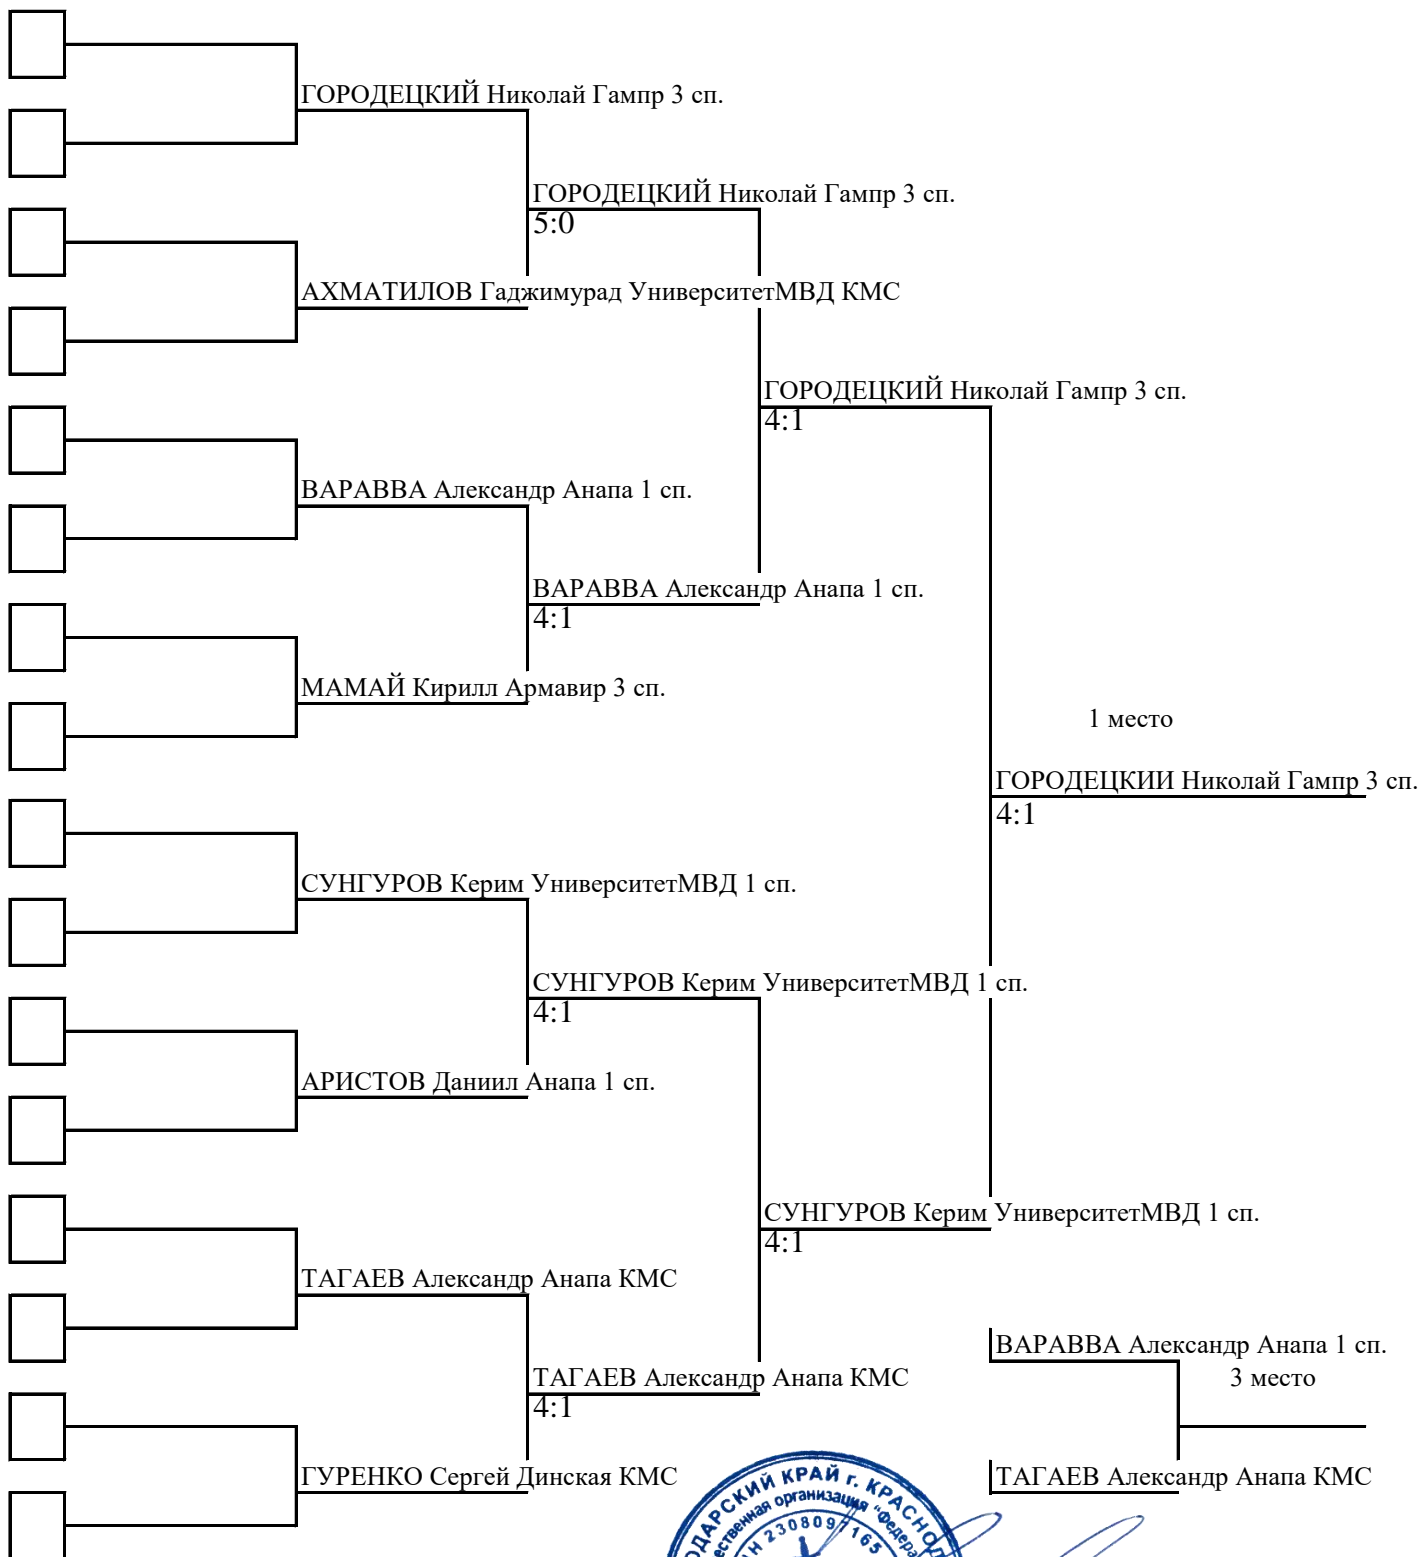 ГОРОДЕЦКИЙ Николай Гампр 3 сп.
ГОРОДЕЦКИЙ Николай Гампр 3 сп.
5:0
АХМАТИЛОВ Гаджимурад УниверситетМВД КМС
ГОРОДЕЦКИЙ Николай Гампр 3 сп.
4:1
ВАРАВВА Александр Анапа 1 сп.
ВАРАВВА Александр Анапа 1 сп.
4:1
МАМАЙ Кирилл Армавир 3 сп.
1 место
ГОРОДЕЦКИИ Николай Гампр 3 сп.
4:1
СУНГУРОВ Керим УниверситетМВД 1 сп.
СУНГУРОВ Керим УниверситетМВД 1 сп.
4:1
АРИСТОВ Даниил Анапа 1 сп.
СУНГУРОВ Керим УниверситетМВД 1 сп.
4:1
ТАГАЕВ Александр Анапа КМС
ВАРАВВА Александр Анапа 1 сп.
3 место
ТАГАЕВ Александр Анапа КМС
4:1
ГУРЕНКО Сергей Динская КМС
ТАГАЕВ Александр Анапа КМС
ОДАРСКИЙ КРАЙ г. КРАСНОД
ественная организация "Федера
Н 2308097165